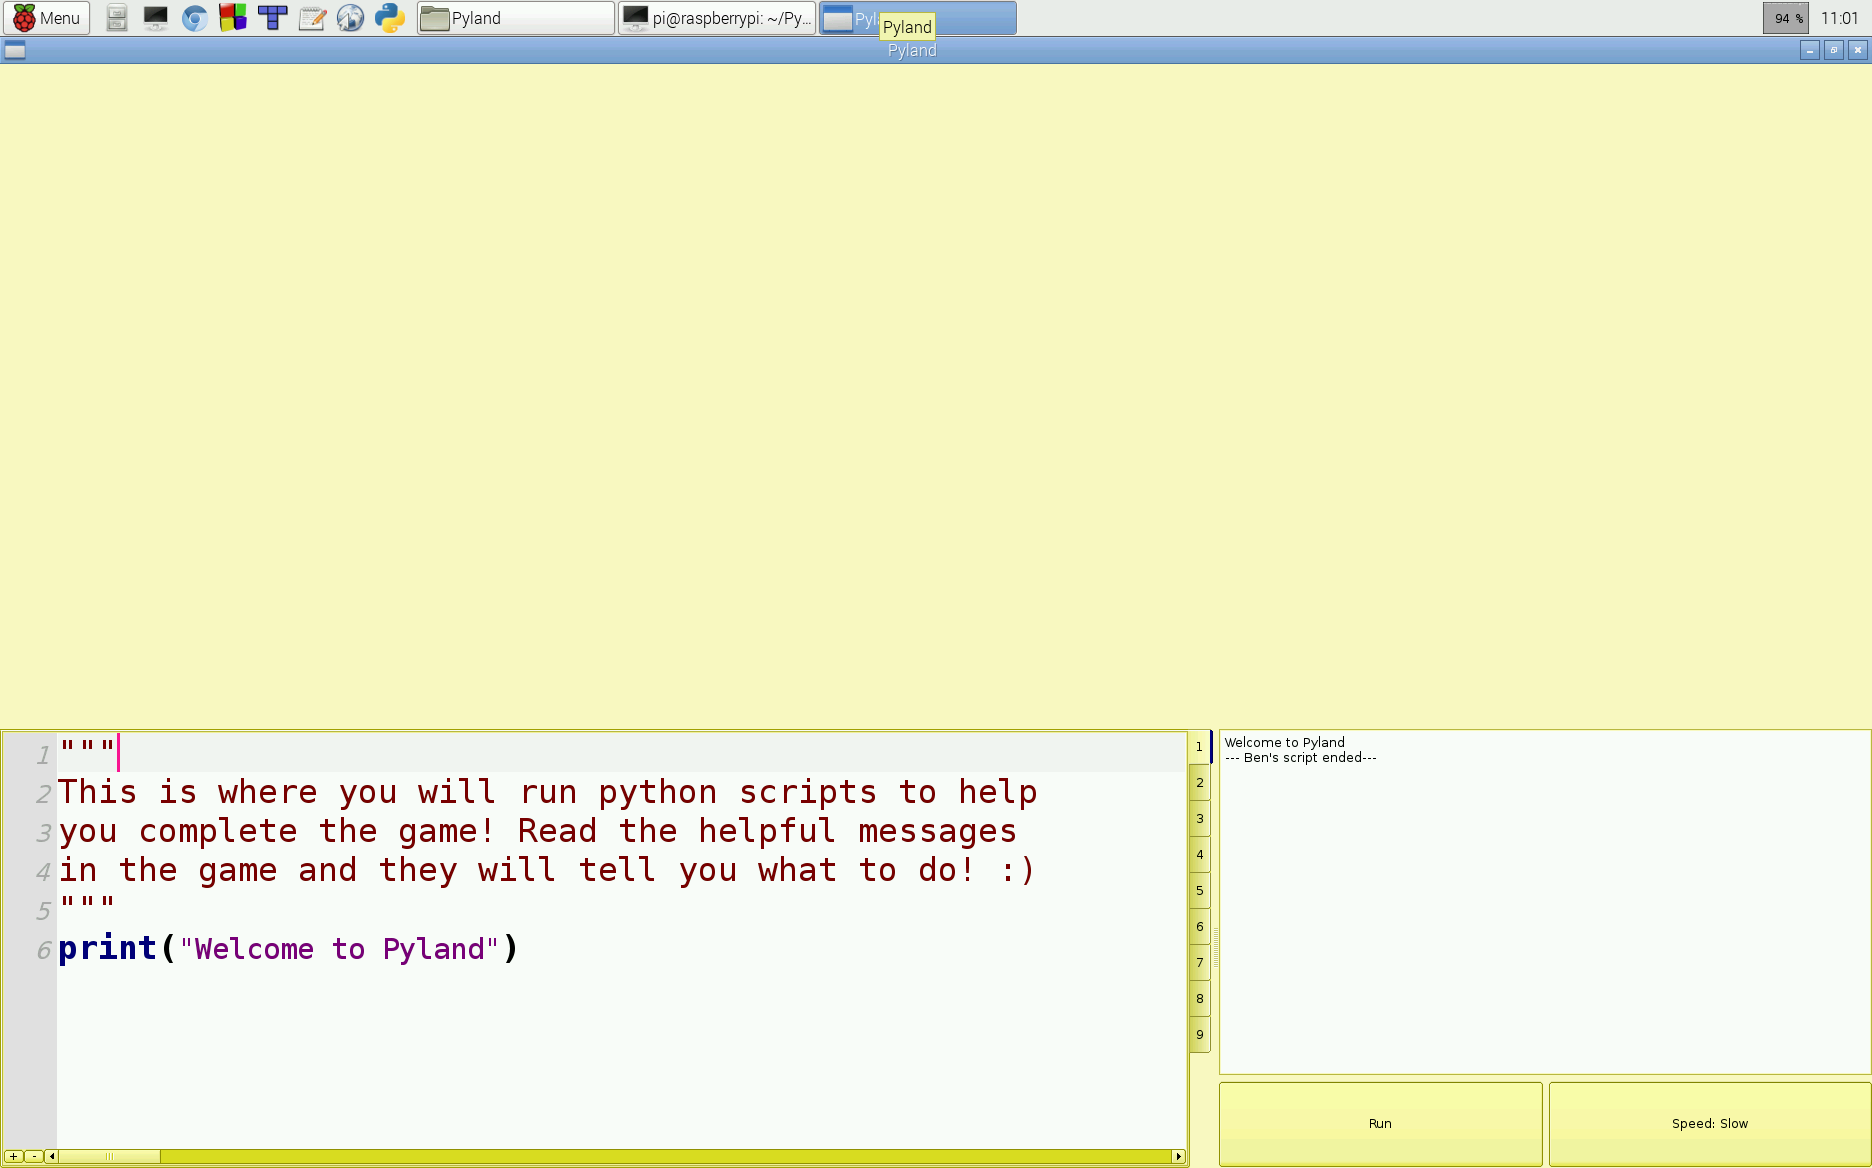 Menu
Pyland
pi@raspberrypi: ~/Py...
Pyl
Pyland
94 %
11:01
Pyland
1 """
2 This is where you will run python scripts to help
3 you complete the game! Read the helpful messages
4 in the game and they will tell you what to do! :)
5 """
6 print("Welcome to Pyland")
+ -
1
2
3
4
5
6
7
8
9
Welcome to Pyland
--- Ben's script ended---
Run
Speed: Slow